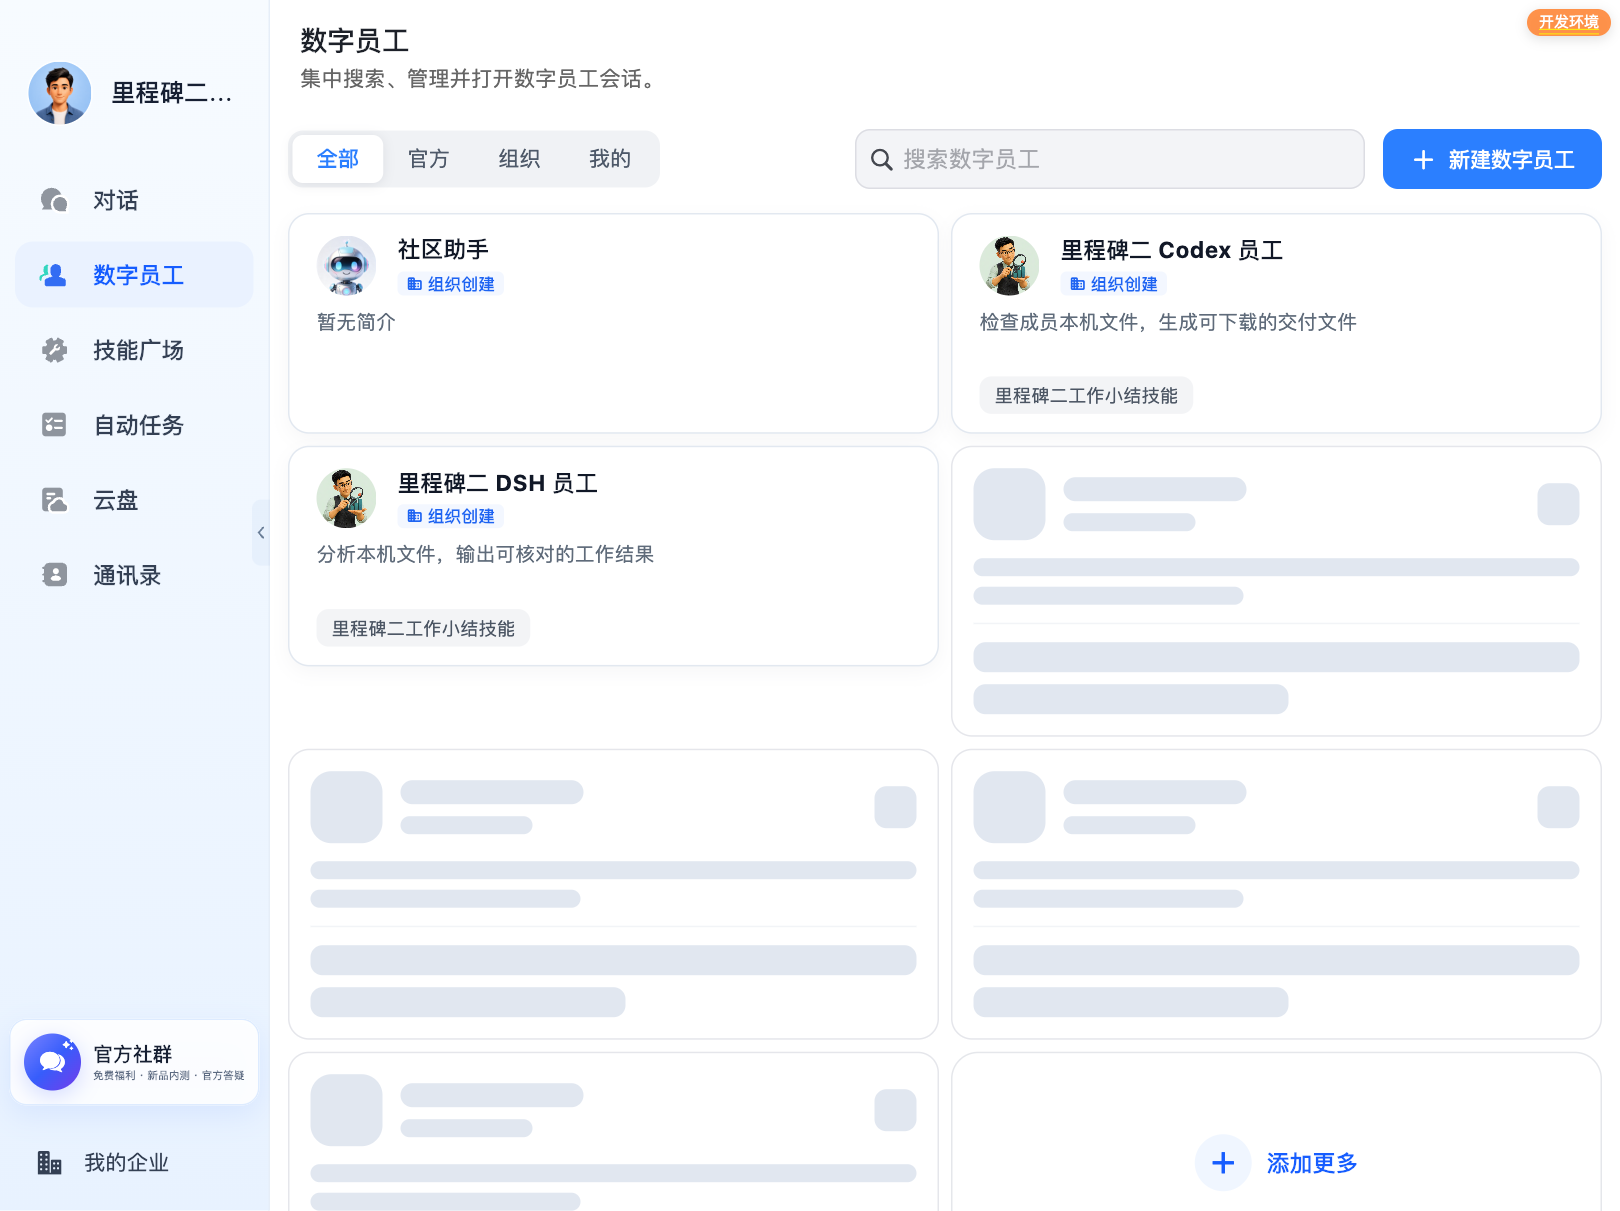 开发环境
里程碑二...
对话
数字员工
技能广场
自动任务
云盘
通讯录
官方社群
免费福利 · 新品内测 · 官方答疑
我的企业
数字员工
集中搜索、管理并打开数字员工会话。
全部
官方
组织
我的
搜索数字员工
新建数字员工
社区助手
组织创建
暂无简介
里程碑二 Codex 员工
组织创建
检查成员本机文件，生成可下载的交付文件
里程碑二工作小结技能
里程碑二 DSH 员工
组织创建
分析本机文件，输出可核对的工作结果
里程碑二工作小结技能
添加更多